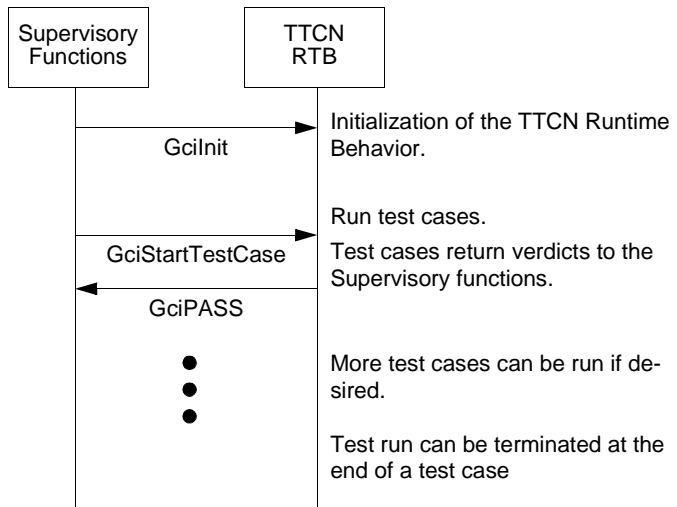 Supervisory
Functions
TTCN
RTB
Initialization of the TTCN Runtime
Behavior.
GciInit
Run test cases.
GciStartTestCase
Test cases return verdicts to the
Supervisory functions.
GciPASS
More test cases can be run if de-
sired.
Test run can be terminated at the
end of a test case